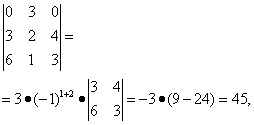 |0 3 0|
|3 2 4| =
|6 1 3|
= 3•(-1)¹⁺²•|3 4| = -3•(9-24) = 45,
|6 3|